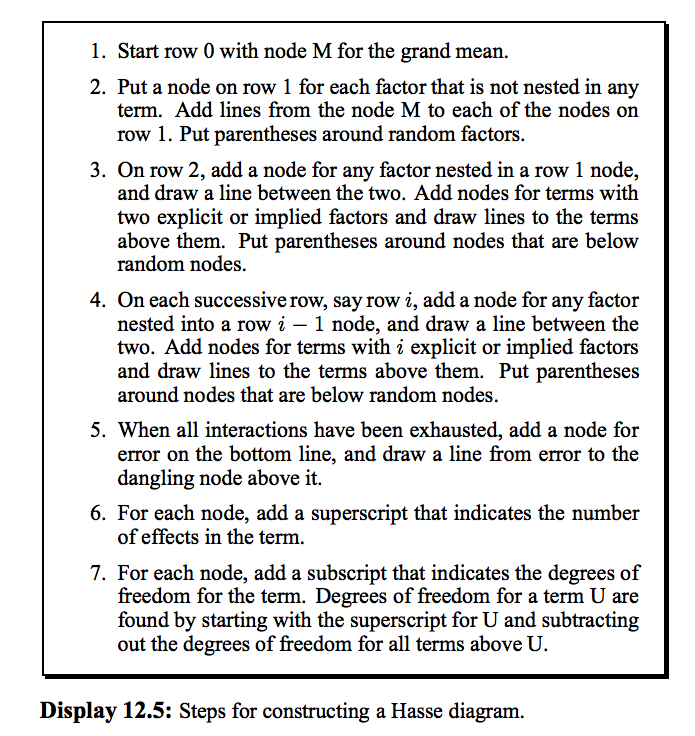 1. Start row 0 with node M for the grand mean.
2. Put a node on row 1 for each factor that is not nested in any
term. Add lines from the node M to each of the nodes on
row 1. Put parentheses around random factors.
3. On row 2, add a node for any factor nested in a row 1 node,
and draw a line between the two. Add nodes for terms with
two explicit or implied factors and draw lines to the terms
above them. Put parentheses around nodes that are below
random nodes.
4. On each successive row, say row i, add a node for any factor
nested into a row i − 1 node, and draw a line between the
two. Add nodes for terms with i explicit or implied factors
and draw lines to the terms above them. Put parentheses
around nodes that are below random nodes.
5. When all interactions have been exhausted, add a node for
error on the bottom line, and draw a line from error to the
dangling node above it.
6. For each node, add a superscript that indicates the number
of effects in the term.
7. For each node, add a subscript that indicates the degrees of
freedom for the term. Degrees of freedom for a term U are
found by starting with the superscript for U and subtracting
out the degrees of freedom for all terms above U.
Display 12.5: Steps for constructing a Hasse diagram.